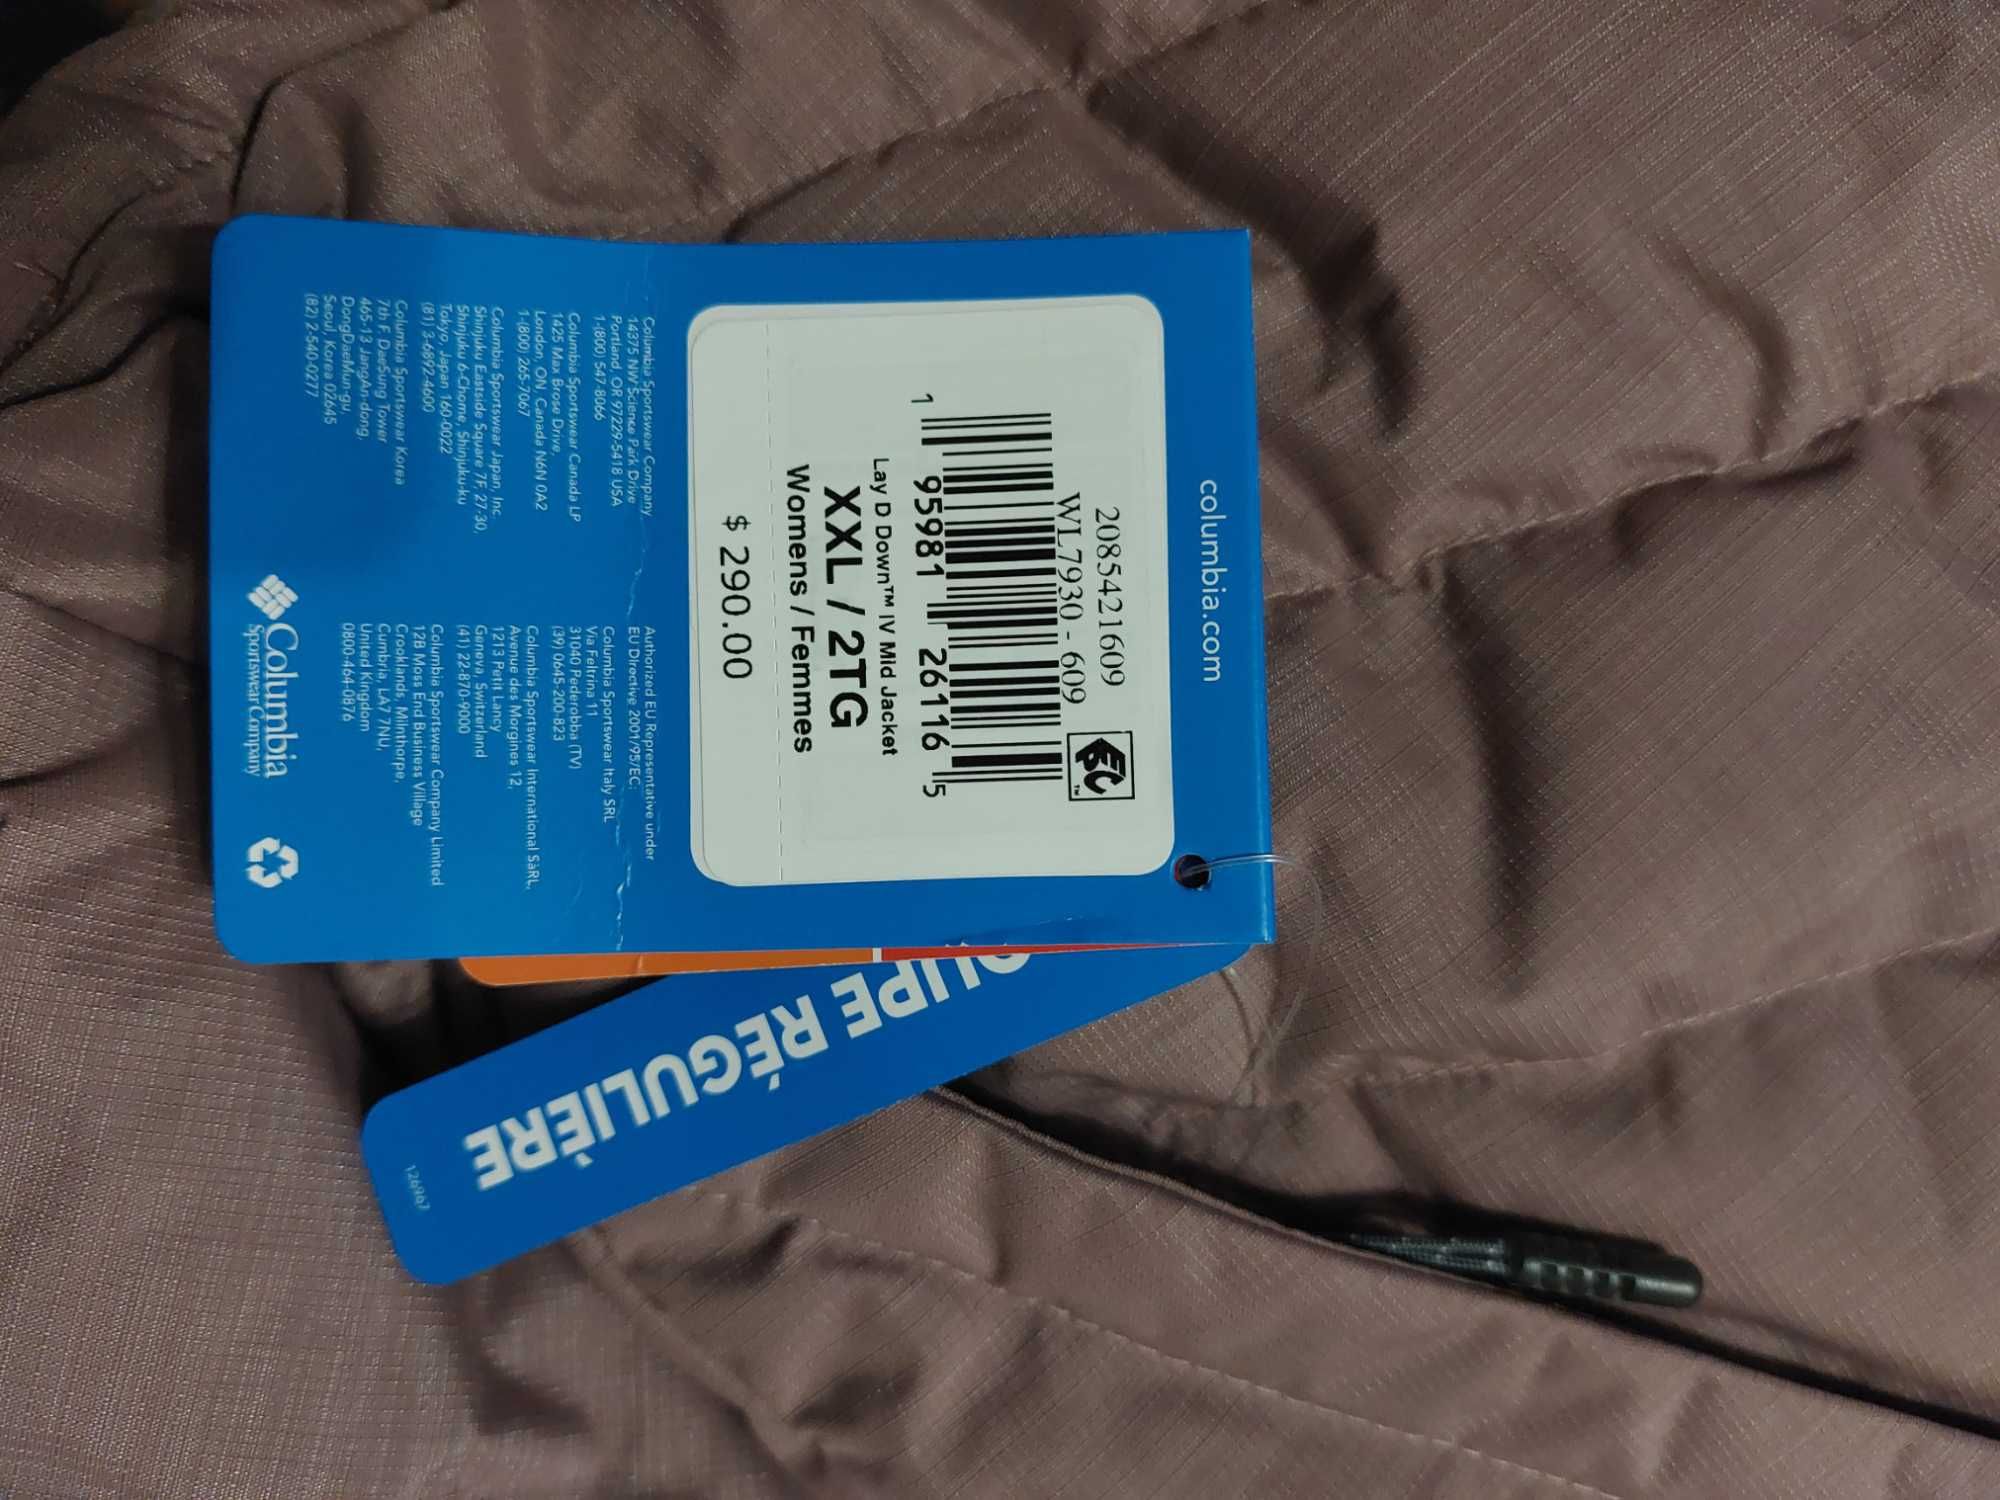 columbia.com
2085421609
WL7930 - 609
EPC™
1 95981 26116 5
Lay D Down™ IV Mid Jacket
XXL / 2TG
Womens / Femmes
$ 290.00
Columbia Sportswear Company
14375 NW Science Park Drive
Portland, OR 97229-5418 USA
1-(800) 547-8066
Columbia Sportswear Canada LP
1425 Max Brose Drive,
London, ON, Canada N6N 0A2
1-(800) 265-7067
Columbia Sportswear Japan, Inc.
Shinjuku Eastside Square 7F, 27-30,
Shinjuku 6-Chome, Shinjuku-ku
Tokyo, Japan 160-0022
(81) 3-6892-4600
Columbia Sportswear Korea
7th F. DaeSung Tower
465-13 JangAn-dong,
DongDaeMun-gu,
Seoul, Korea 02645
(82) 2-540-0277
Authorized EU Representative under
EU Directive 2001/95/EC:
Columbia Sportswear Italy SRL
Via Feltrina 11
31040 Pederobba (TV)
(39) 0645-200-823
Columbia Sportswear International SàRL,
Avenue des Morgines 12,
1213 Petit Lancy
Geneva, Switzerland
(41) 22-870-9000
Columbia Sportswear Company Limited
12B Moss End Business Village
Crooklands, Milnthorpe,
Cumbria, LA7 7NU,
United Kingdom
0800-464-0876
Columbia
Sportswear Company
OUPE RÉGULIÈRE
126967